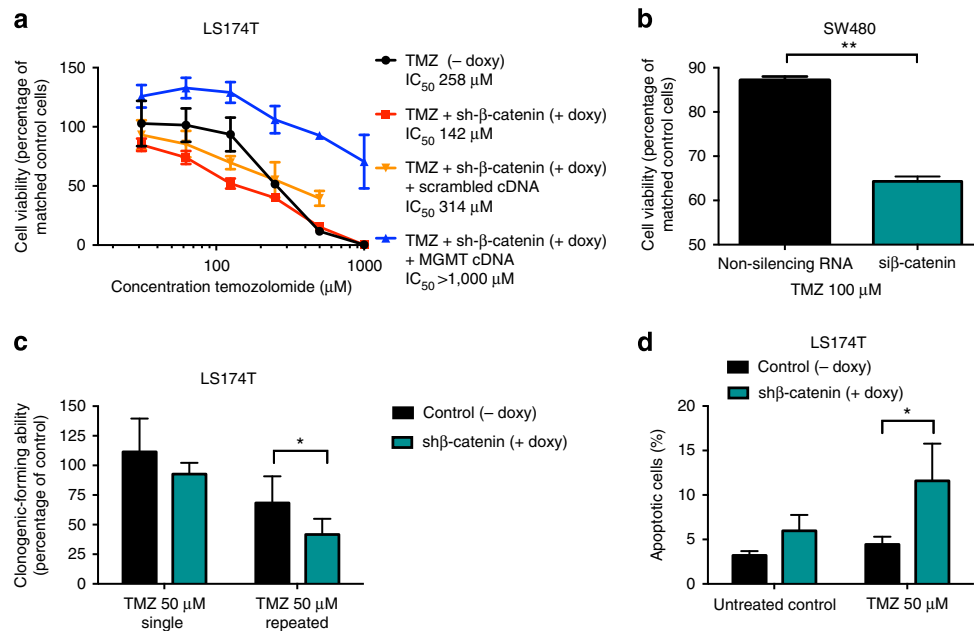 a
LS174T
Cell viability (percentage of
matched control cells)
150
100
50
0
100
1000
Concentration temozolomide (μM)
TMZ (– doxy)
IC50 258 μM
TMZ + sh-β-catenin (+ doxy)
IC50 142 μM
TMZ + sh-β-catenin (+ doxy)
+ scrambled cDNA
IC50 314 μM
TMZ + sh-β-catenin (+ doxy)
+ MGMT cDNA
IC50 >1,000 μM
b
SW480
**
Cell viability (percentage of
matched control cells)
90
80
70
60
50
Non-silencing RNA
siβ-catenin
TMZ 100 μM
c
LS174T
Clonogenic-forming ability
(percentage of control)
150
125
100
75
50
25
0
*
Control (– doxy)
shβ-catenin (+ doxy)
TMZ 50 μM
single
TMZ 50 μM
repeated
d
LS174T
Control (– doxy)
shβ-catenin (+ doxy)
Apoptotic cells (%)
20
15
10
5
0
*
Untreated control
TMZ 50 μM